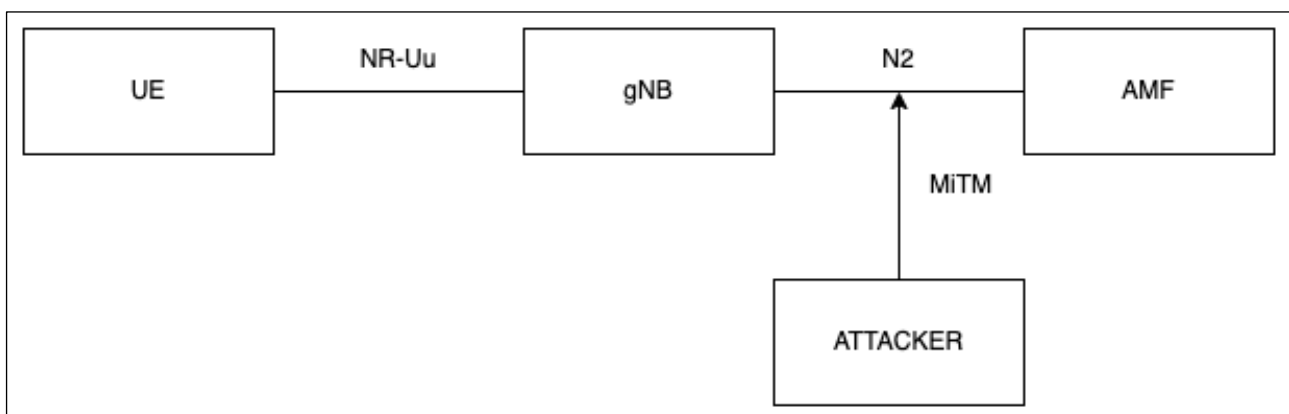 NR-Uu
N2
UE
gNB
AMF
MiTM
ATTACKER